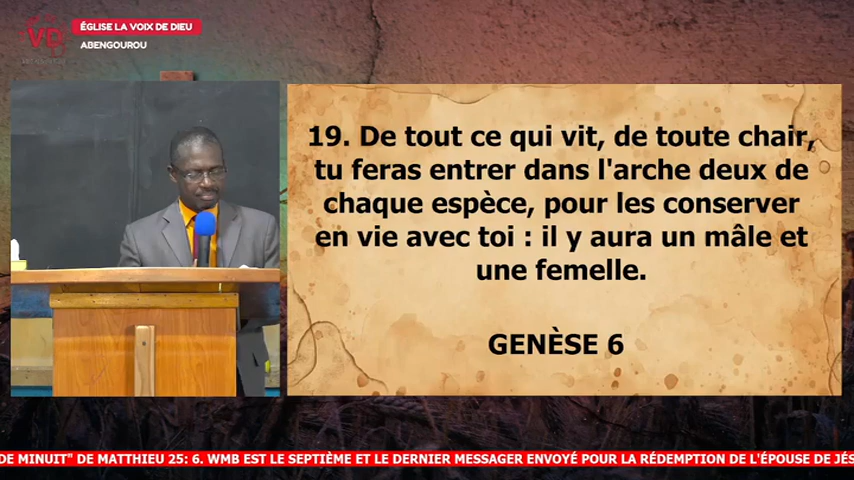 VD
ÉGLISE LA VOIX DE DIEU
ABENGOUROU
19. De tout ce qui vit, de toute chair,
tu feras entrer dans l'arche deux de
chaque espèce, pour les conserver
en vie avec toi : il y aura un mâle et
une femelle.
GENÈSE 6
DE MINUIT" DE MATTHIEU 25: 6. WMB EST LE SEPTIÈME ET LE DERNIER MESSAGER ENVOYÉ POUR LA RÉDEMPTION DE L'ÉPOUSE DE JÉS